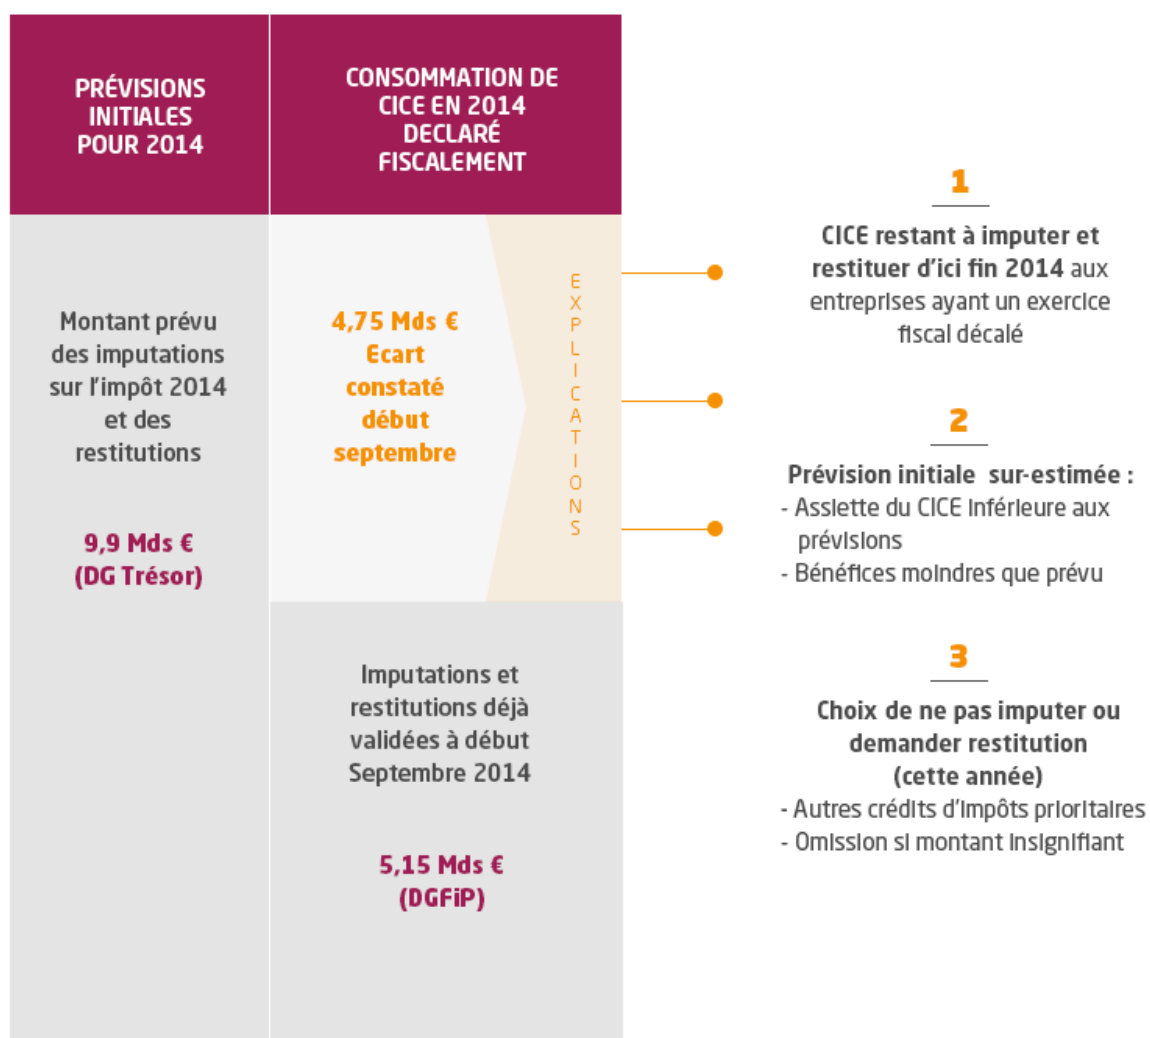 PRÉVISIONS
INITIALES
POUR 2014
CONSOMMATION DE
CICE EN 2014
DECLARÉ
FISCALEMENT
Montant prévu
des imputations
sur l'impôt 2014
et des
restitutions
9,9 Mds €
(DG Trésor)
4,75 Mds €
Ecart
constaté
début
septembre
EXPLICATIONS
Imputations et
restitutions déjà
validées à début
Septembre 2014
5,15 Mds €
(DGFiP)
1
CICE restant à imputer et
restituer d'ici fin 2014 aux
entreprises ayant un exercice
fiscal décalé
2
Prévision initiale sur-estimée :
- Assiette du CICE inférieure aux
prévisions
- Bénéfices moindres que prévu
3
Choix de ne pas imputer ou
demander restitution
(cette année)
- Autres crédits d'impôts prioritaires
- Omission si montant insignifiant